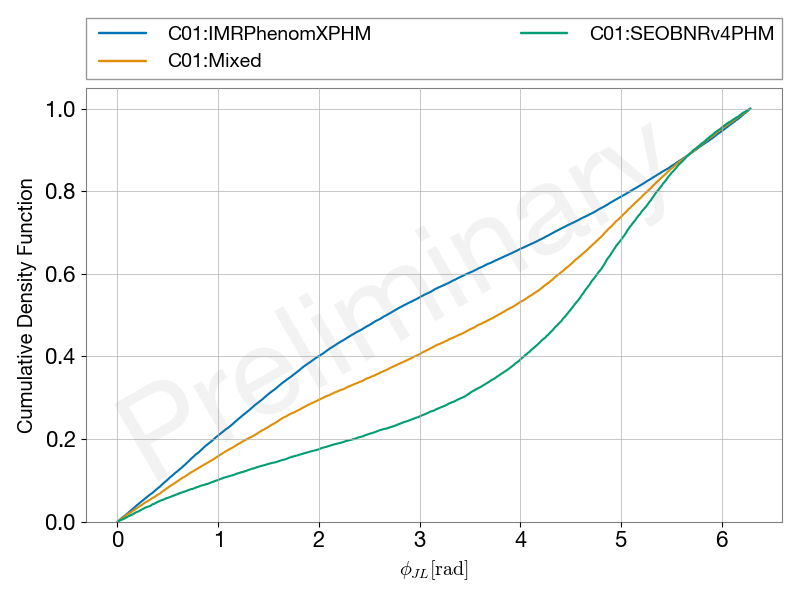 C01:IMRPhenomXPHM
C01:Mixed
C01:SEOBNRv4PHM
Preliminary
Cumulative Density Function
1.0
0.8
0.6
0.4
0.2
0.0
0 1 2 3 4 5 6
ϕ_JL[rad]